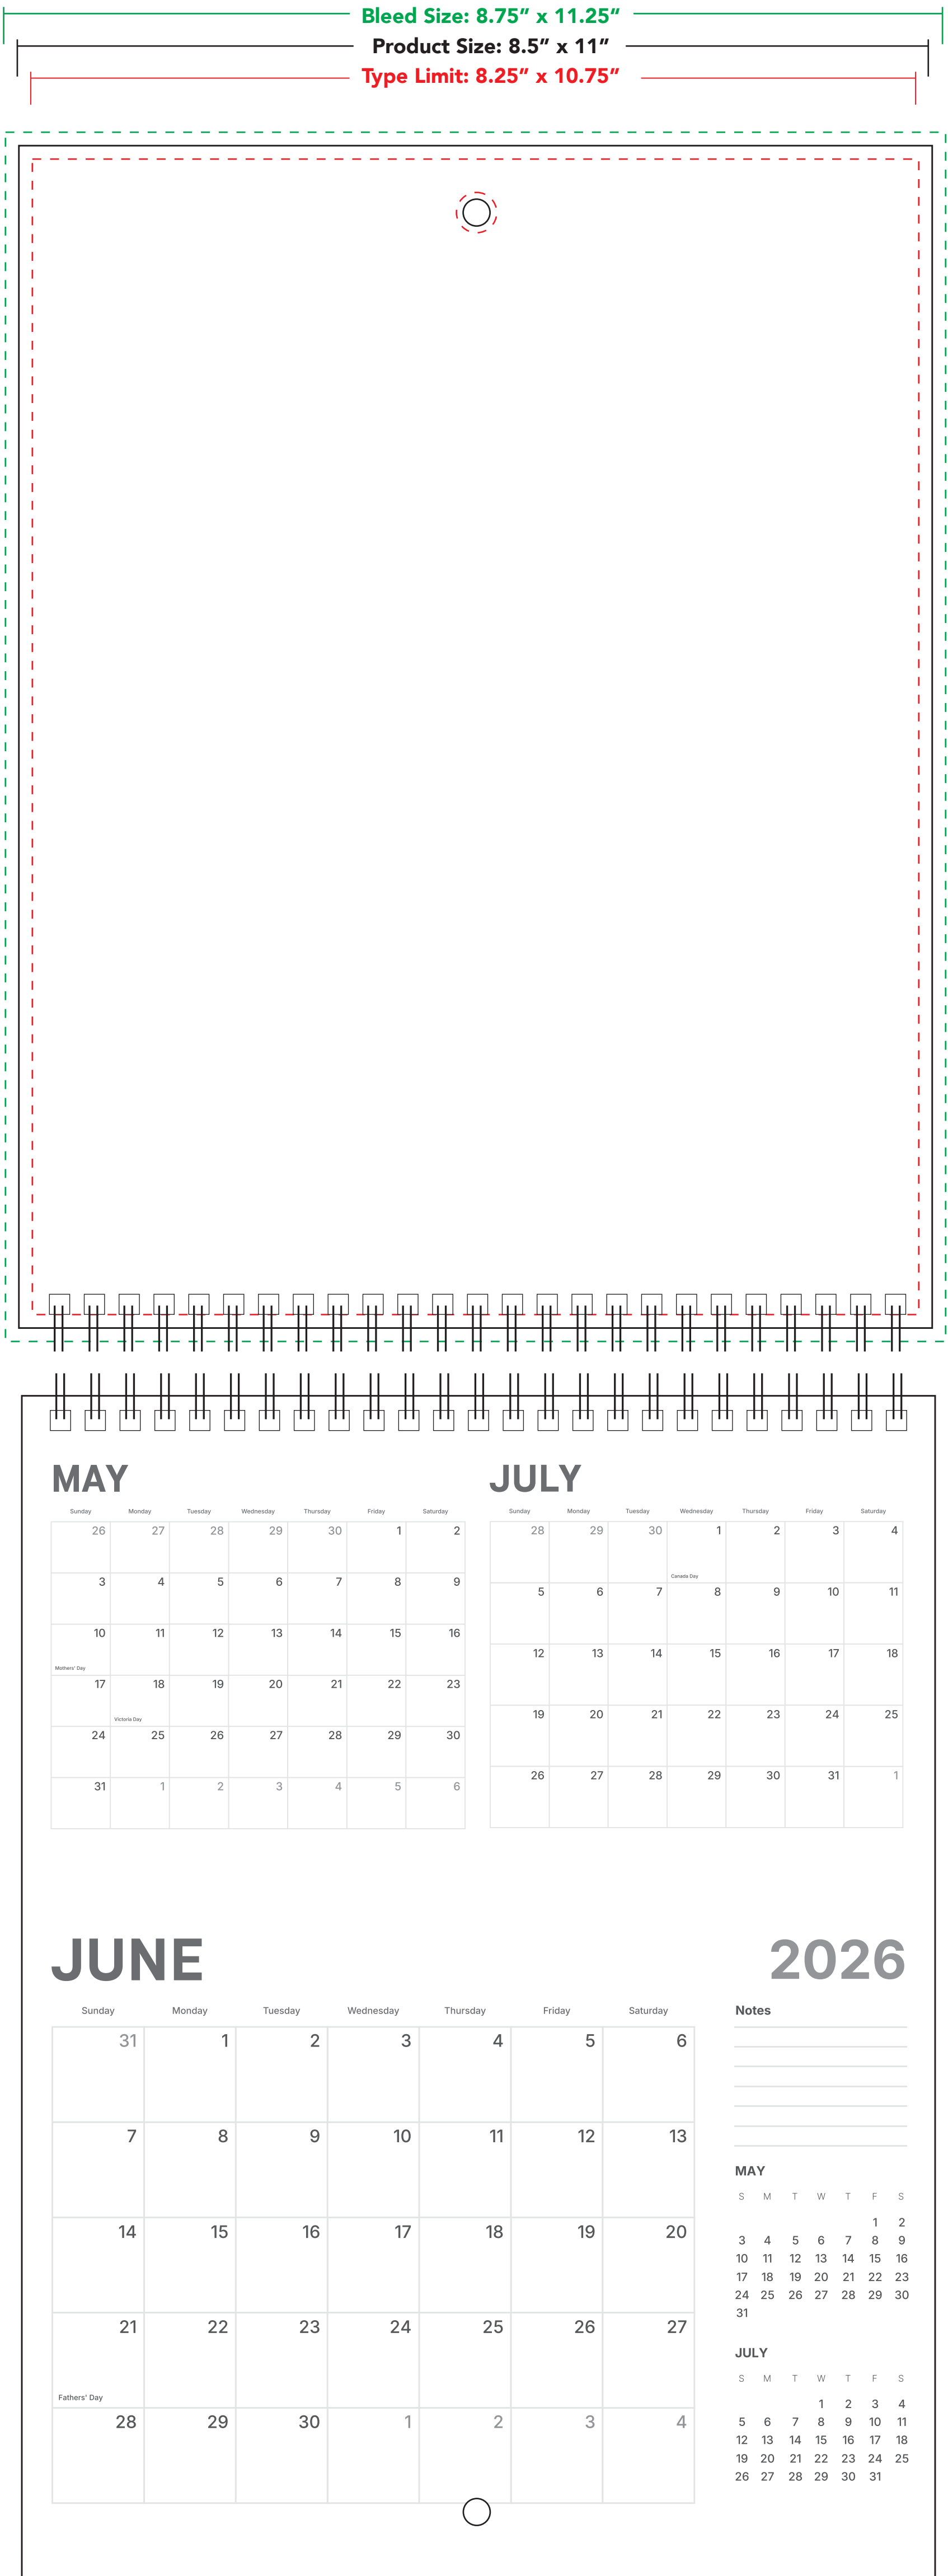 Bleed Size: 8.75” x 11.25”
Product Size: 8.5” x 11”
Type Limit: 8.25” x 10.75”
MAY
Sunday Monday Tuesday Wednesday Thursday Friday Saturday
26 27 28 29 30 1 2
3 4 5 6 7 8 9
10 11 12 13 14 15 16
Mothers' Day
17 18 19 20 21 22 23
Victoria Day
24 25 26 27 28 29 30
31 1 2 3 4 5 6
JULY
Sunday Monday Tuesday Wednesday Thursday Friday Saturday
28 29 30 1 2 3 4
Canada Day
5 6 7 8 9 10 11
12 13 14 15 16 17 18
19 20 21 22 23 24 25
26 27 28 29 30 31 1
JUNE 2026
Sunday Monday Tuesday Wednesday Thursday Friday Saturday
31 1 2 3 4 5 6
7 8 9 10 11 12 13
14 15 16 17 18 19 20
21 22 23 24 25 26 27
Fathers' Day
28 29 30 1 2 3 4
Notes
MAY
S M T W T F S
1 2
3 4 5 6 7 8 9
10 11 12 13 14 15 16
17 18 19 20 21 22 23
24 25 26 27 28 29 30
31
JULY
S M T W T F S
1 2 3 4
5 6 7 8 9 10 11
12 13 14 15 16 17 18
19 20 21 22 23 24 25
26 27 28 29 30 31